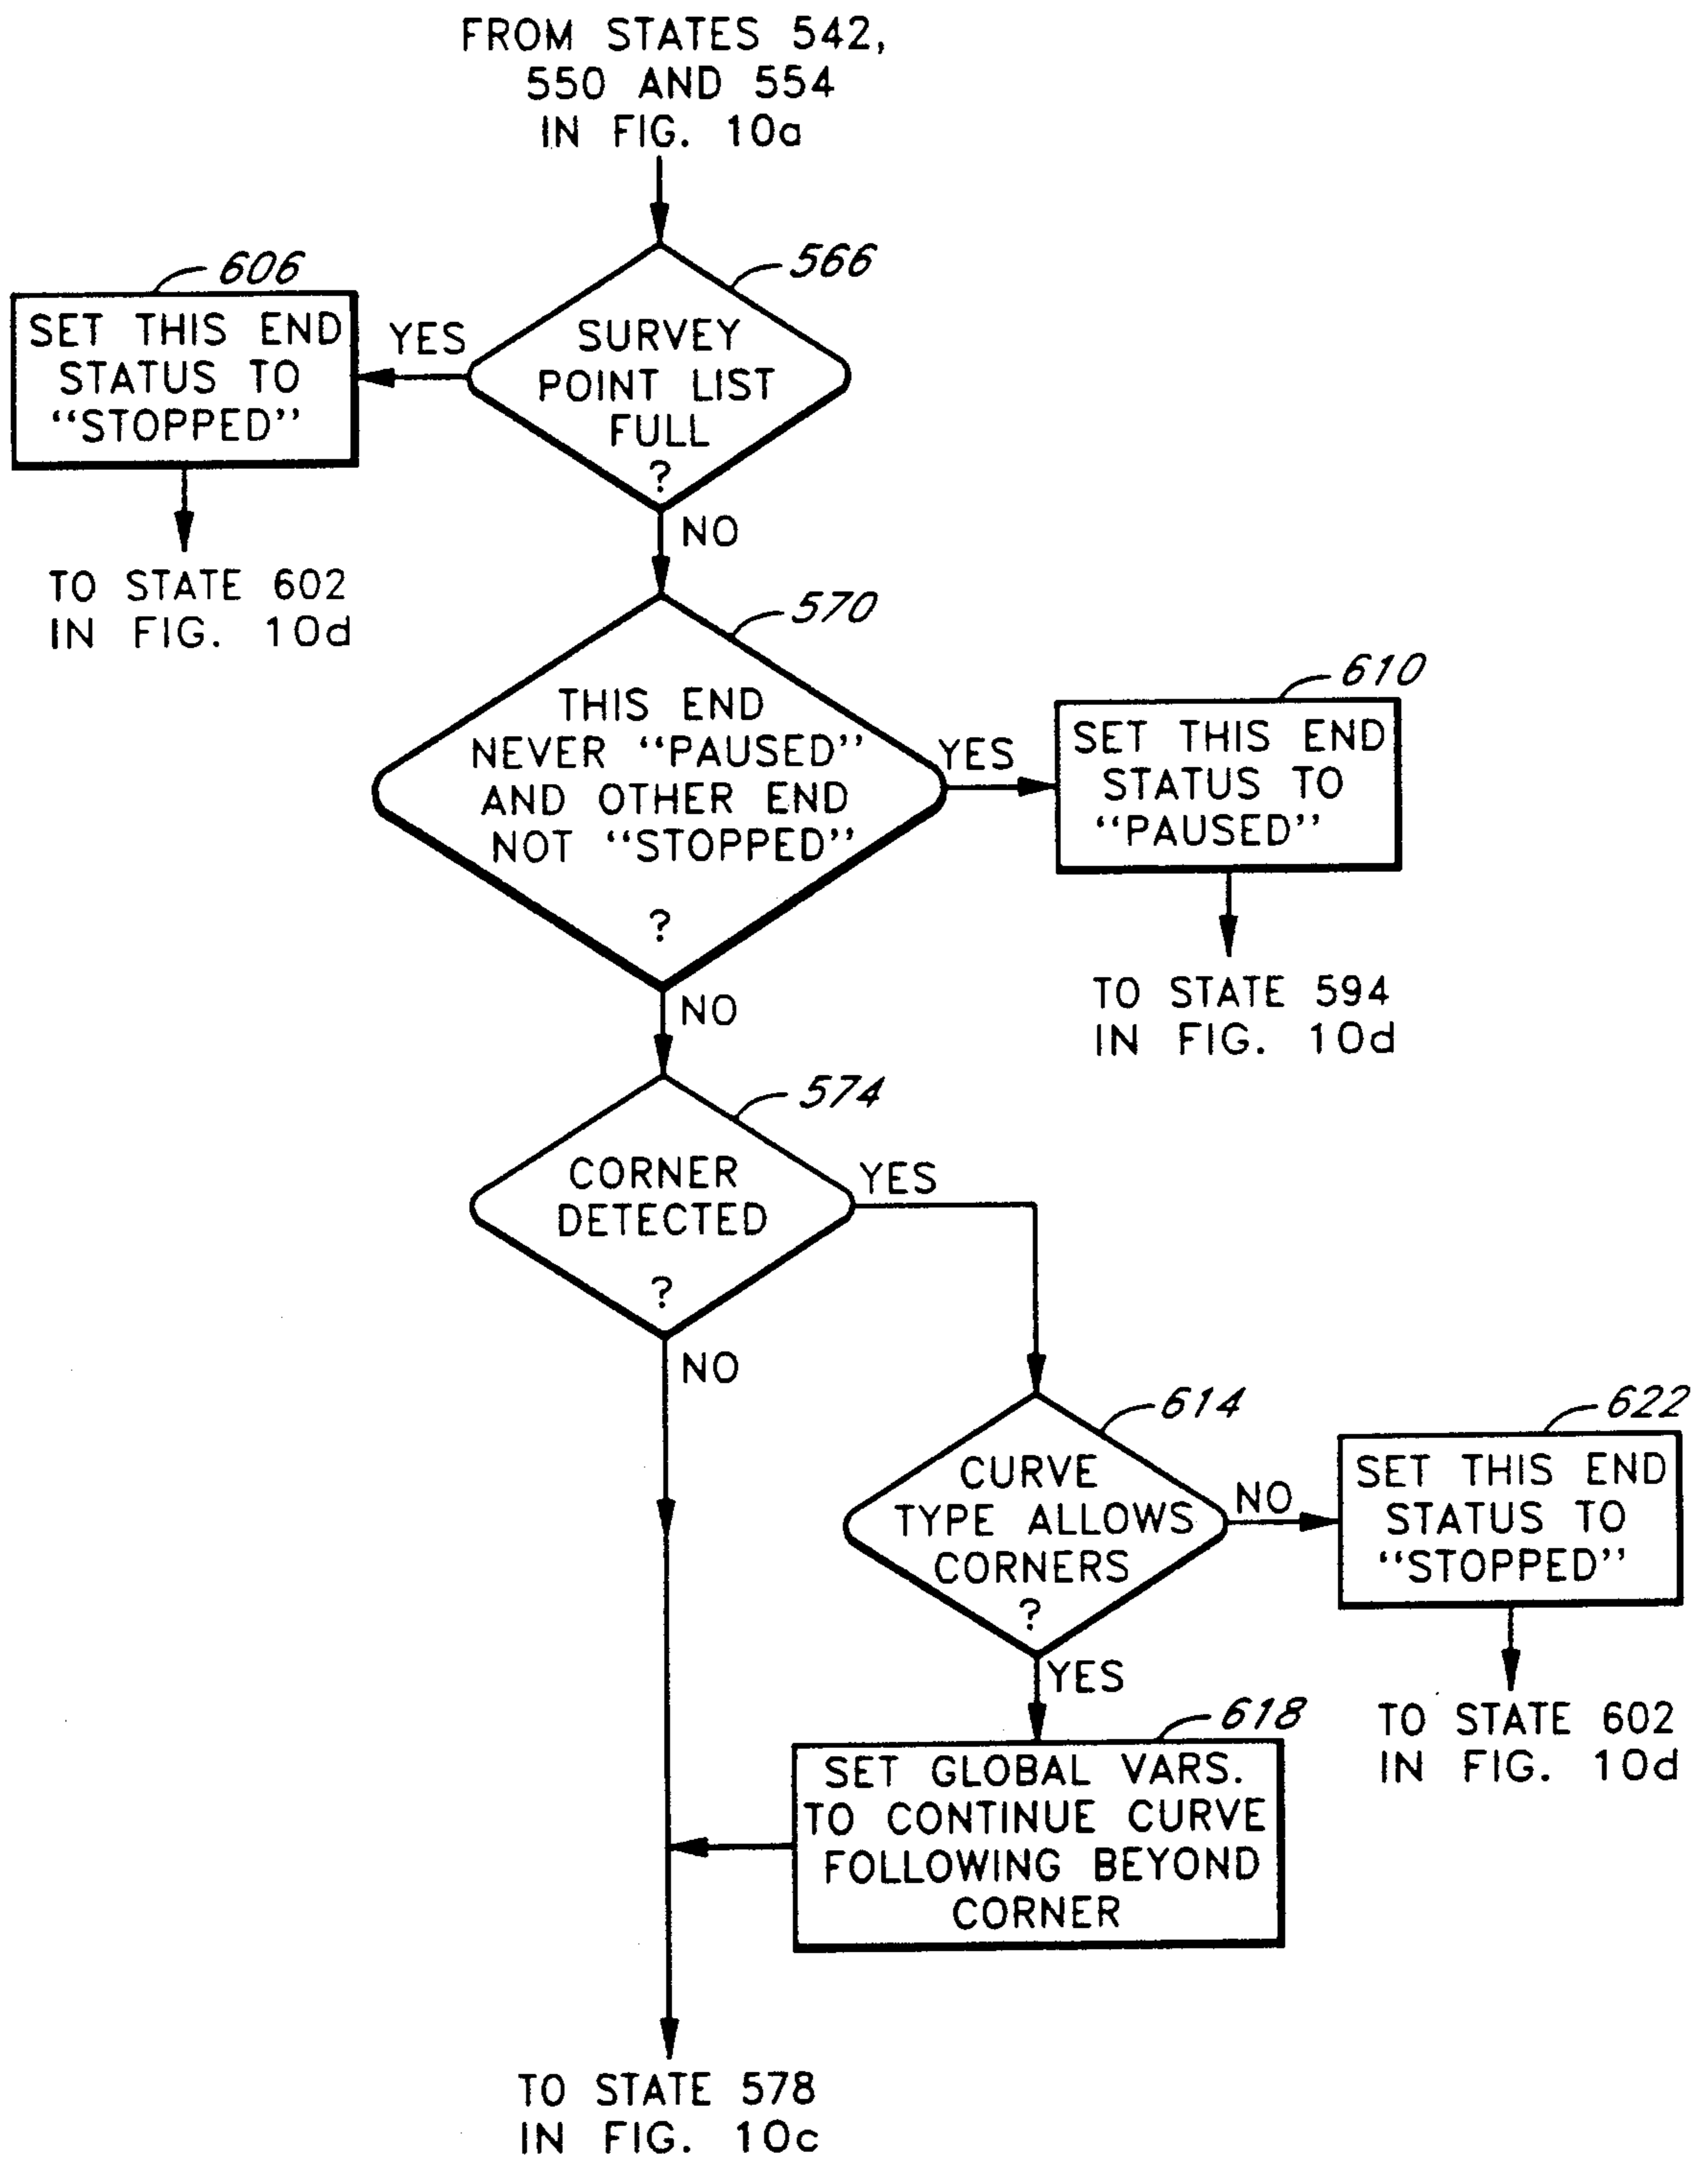 FROM STATES 542,
550 AND 554
IN FIG. 10a
606
SET THIS END
STATUS TO
“STOPPED”
YES
566
SURVEY
POINT LIST
FULL
?
NO
TO STATE 602
IN FIG. 10d
570
THIS END
NEVER “PAUSED”
AND OTHER END
NOT “STOPPED”
?
YES
610
SET THIS END
STATUS TO
“PAUSED”
TO STATE 594
IN FIG. 10d
NO
574
CORNER
DETECTED
?
YES
NO
614
CURVE
TYPE ALLOWS
CORNERS
?
NO
622
SET THIS END
STATUS TO
“STOPPED”
TO STATE 602
IN FIG. 10d
YES
618
SET GLOBAL VARS.
TO CONTINUE CURVE
FOLLOWING BEYOND
CORNER
TO STATE 578
IN FIG. 10c